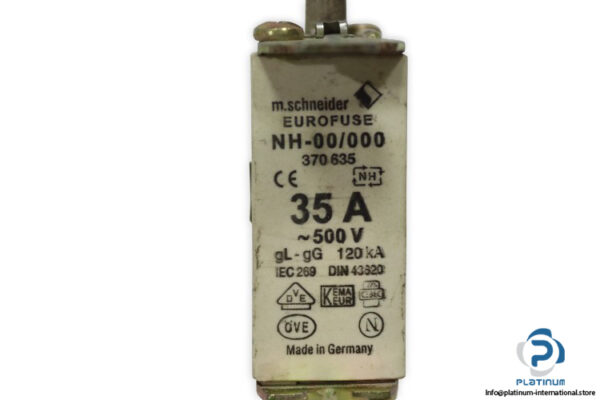 m.schneider
EUROFUSE
NH-00/000
370 635
CE NH
35 A
~500 V
gL-gG 120 kA
IEC 269 DIN 43620
DVE KEMA KEUR
ÖVE N
Made in Germany
PLATINUM
Info@platinum-international.store